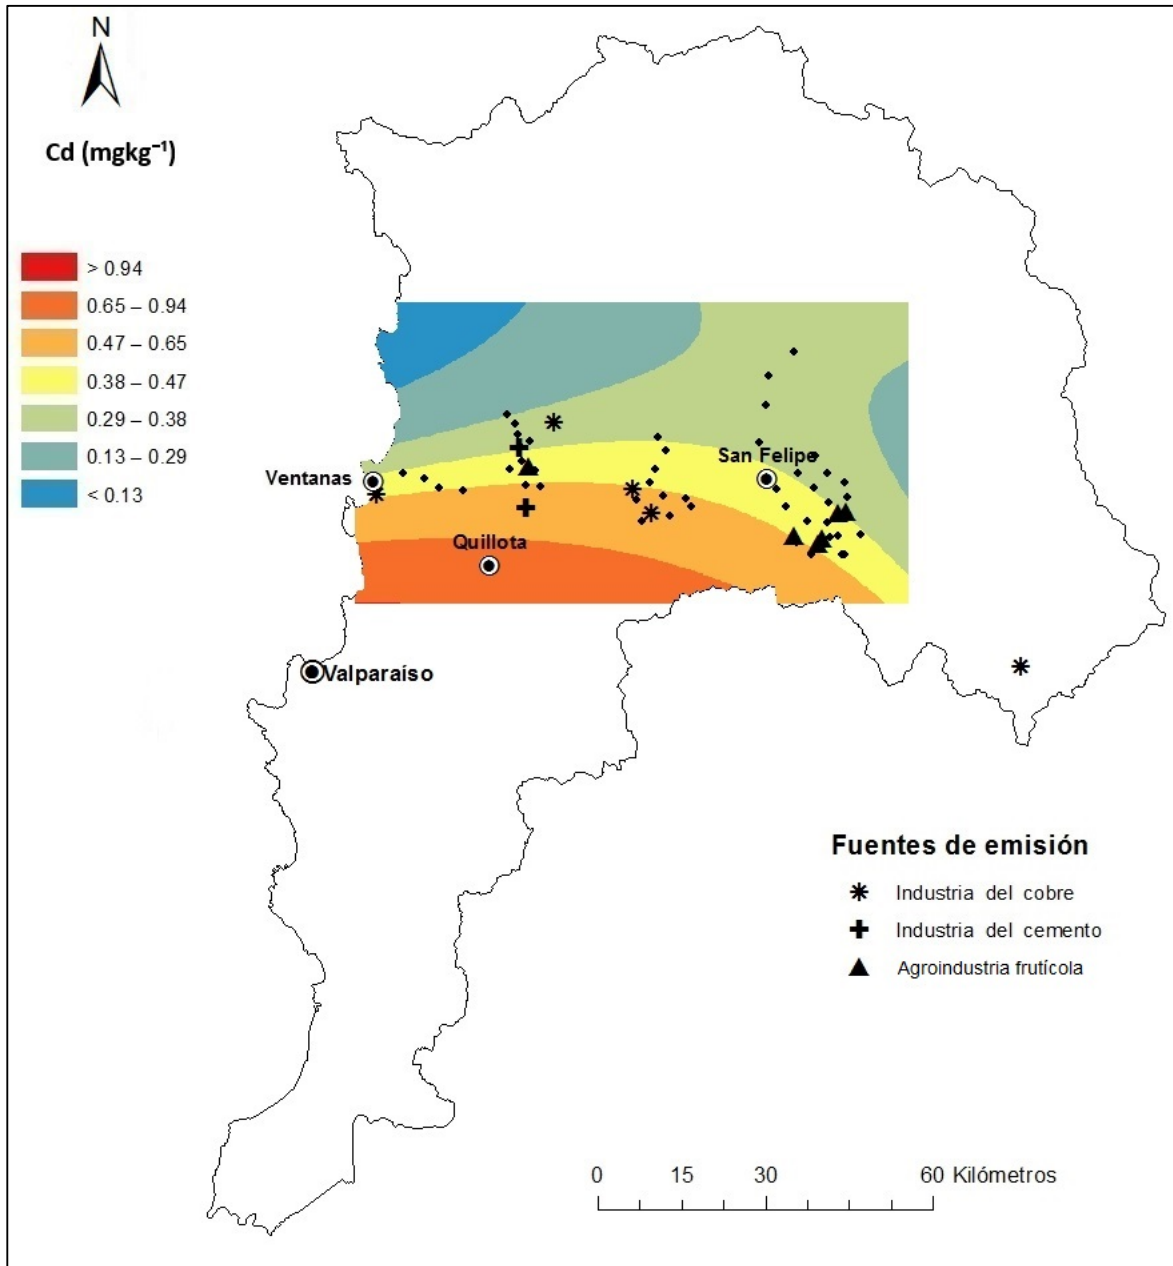 N
Cd (mgkg⁻¹)
> 0.94
0.65 – 0.94
0.47 – 0.65
0.38 – 0.47
0.29 – 0.38
0.13 – 0.29
< 0.13
San Felipe
Ventanas
Quillota
Valparaíso
Fuentes de emisión
Industria del cobre
Industria del cemento
Agroindustria frutícola
0 15 30 60 Kilómetros